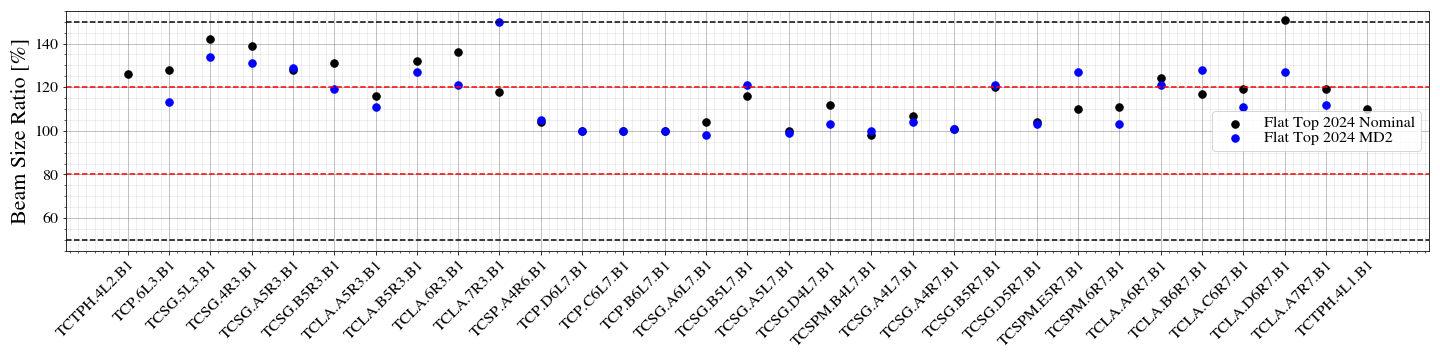 Beam Size Ratio [%]
140
120
100
80
60
Flat Top 2024 Nominal
Flat Top 2024 MD2
TCTPH.4L2.B1
TCP.6L3.B1
TCSG.5L3.B1
TCSG.4R3.B1
TCSG.A5R3.B1
TCSG.B5R3.B1
TCLA.A5R3.B1
TCLA.B5R3.B1
TCLA.6R3.B1
TCLA.7R3.B1
TCSP.A4R6.B1
TCP.D6L7.B1
TCP.C6L7.B1
TCP.B6L7.B1
TCSG.A6L7.B1
TCSG.B5L7.B1
TCSG.A5L7.B1
TCSG.D4L7.B1
TCSPM.B4L7.B1
TCSG.A4L7.B1
TCSG.A4R7.B1
TCSG.B5R7.B1
TCSG.D5R7.B1
TCSPM.E5R7.B1
TCSPM.6R7.B1
TCLA.A6R7.B1
TCLA.B6R7.B1
TCLA.C6R7.B1
TCLA.D6R7.B1
TCLA.A7R7.B1
TCTPH.4L1.B1